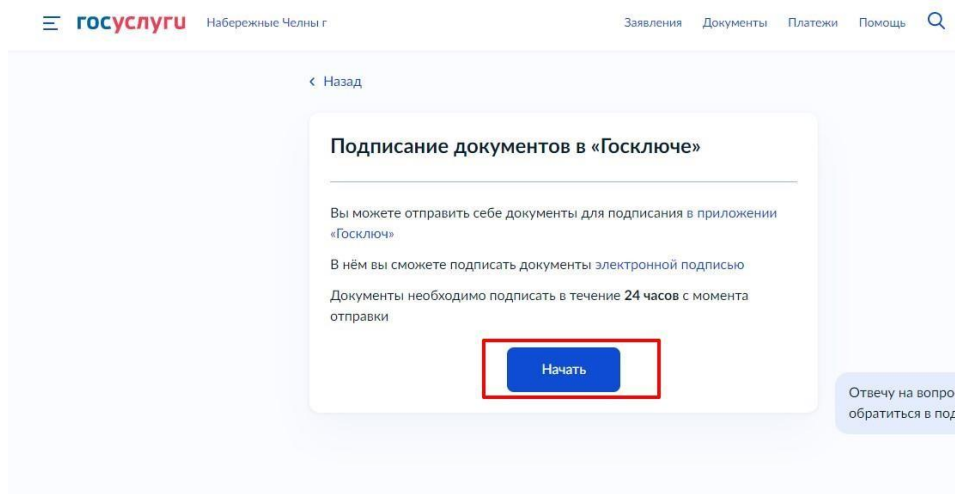 госуслуги Набережные Челны г Заявления Документы Платежи Помощь
Назад
Подписание документов в «Госключе»
Вы можете отправить себе документы для подписания в приложении
«Госключ»
В нём вы сможете подписать документы электронной подписью
Документы необходимо подписать в течение 24 часов с момента
отправки
Начать
Отвечу на
обратиться в